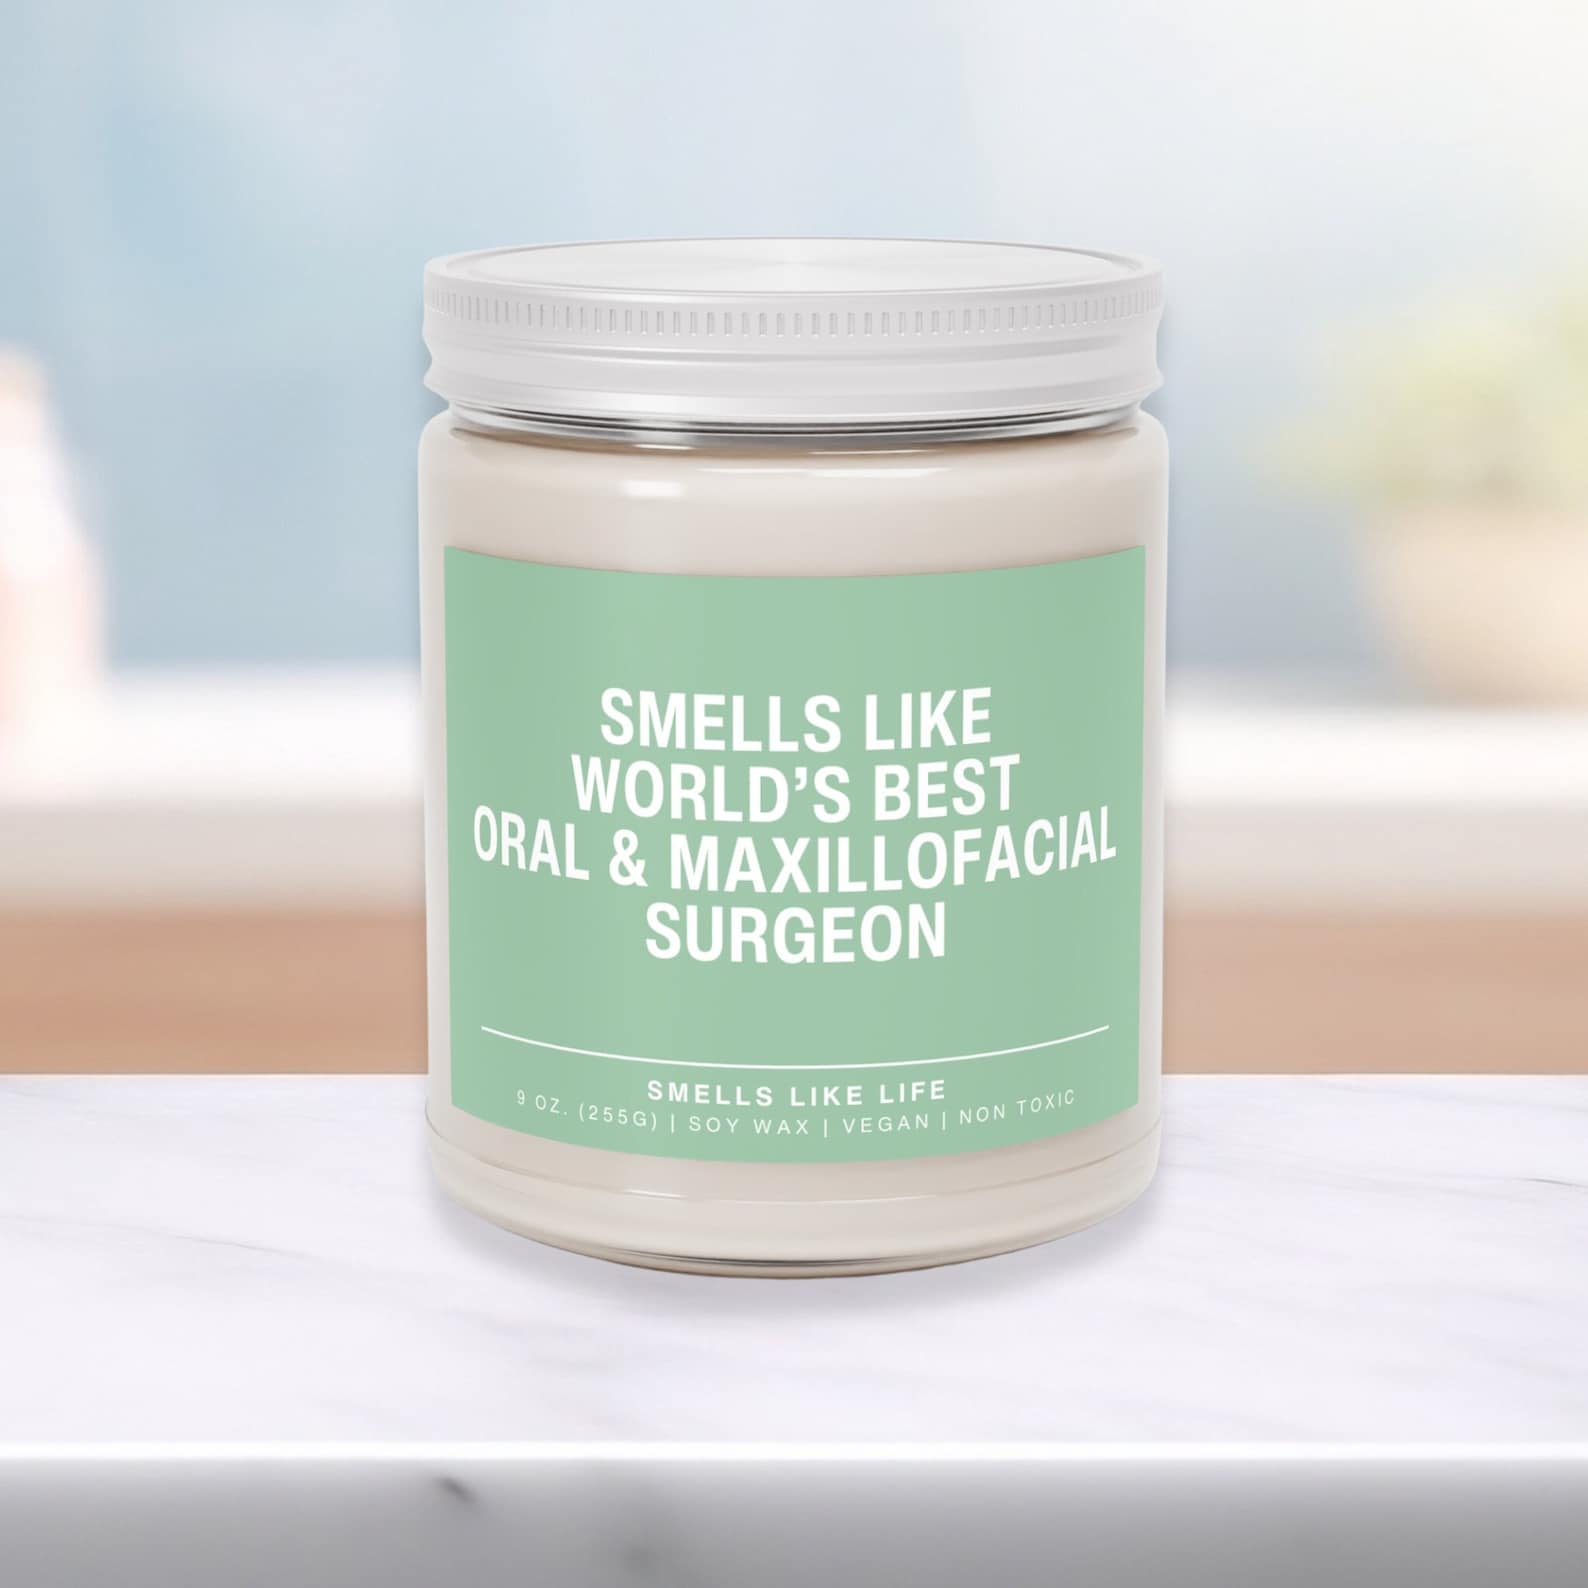 SMELLS LIKE
WORLD’S BEST
ORAL & MAXILLOFACIAL
SURGEON
SMELLS LIKE LIFE
9 OZ. (255G) | SOY WAX | VEGAN | NON TOXIC